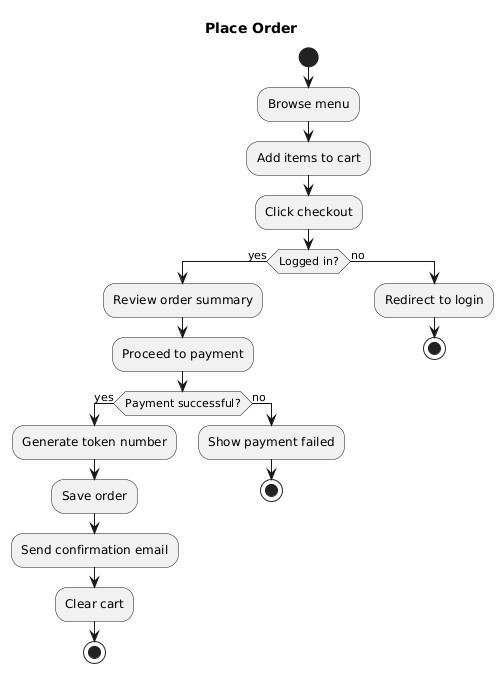 Place Order
Browse menu
Add items to cart
Click checkout
yes
Logged in?
no
Review order summary
Redirect to login
Proceed to payment
yes
Payment successful?
no
Generate token number
Show payment failed
Save order
Send confirmation email
Clear cart